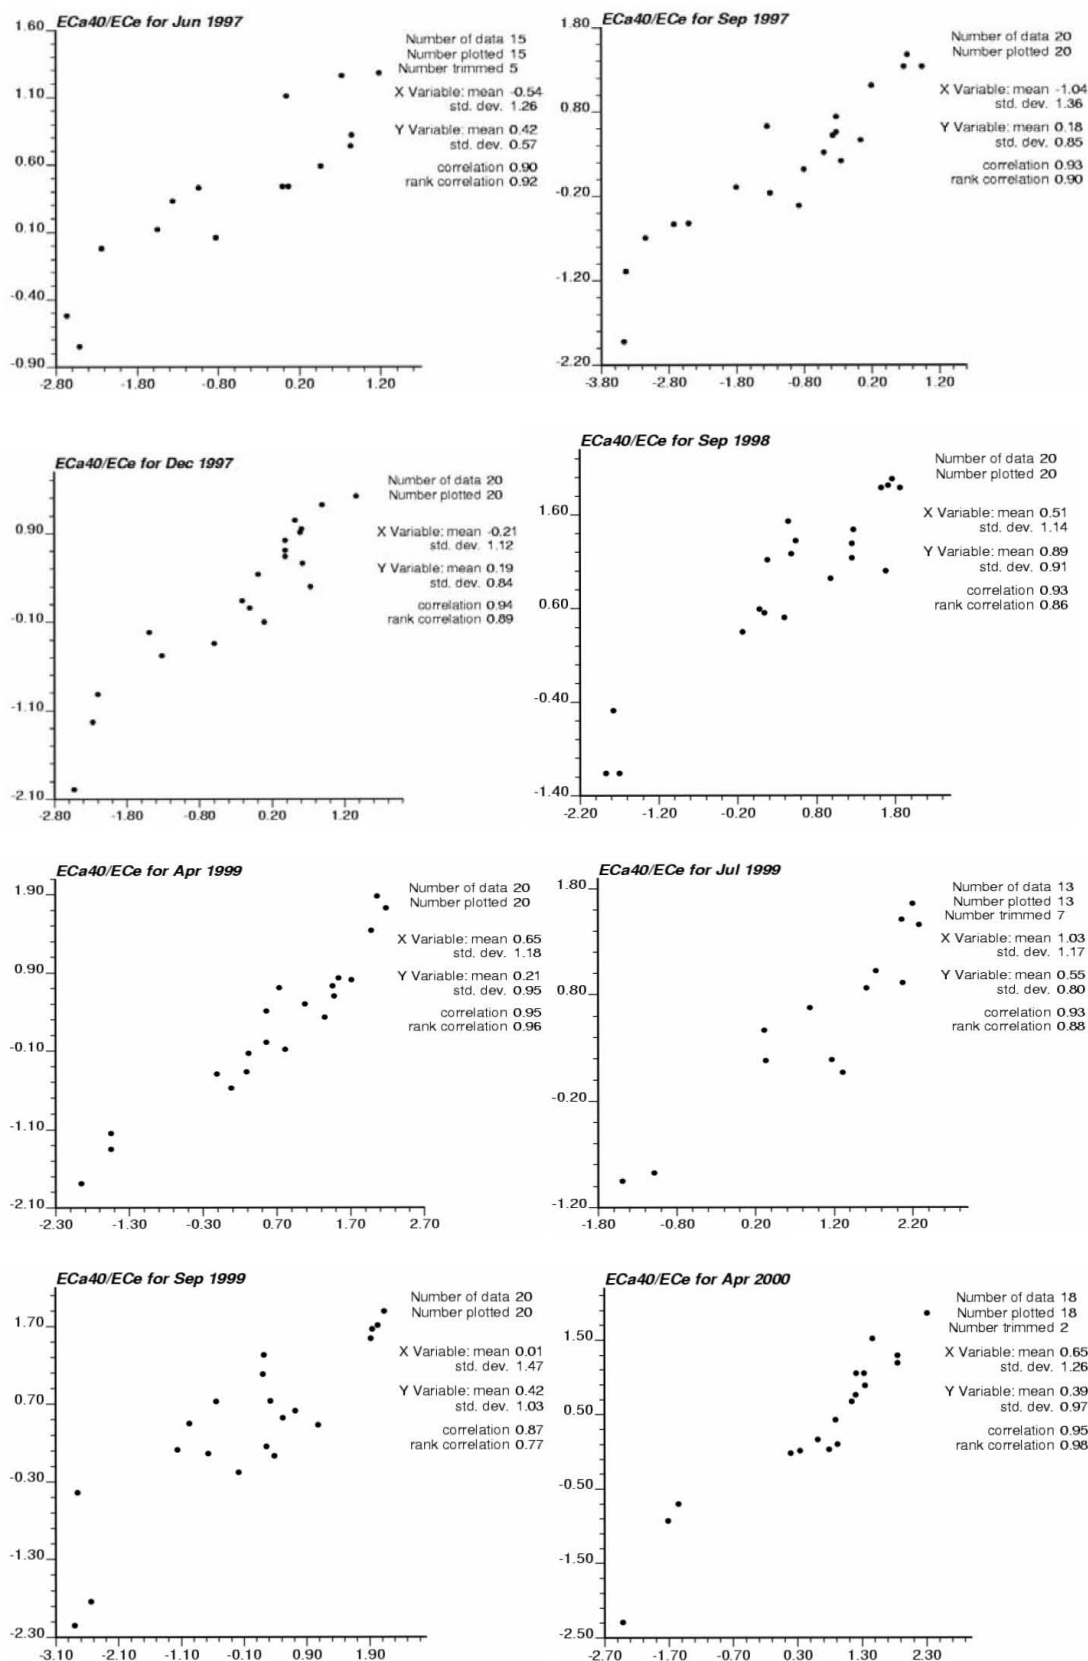 ECa40/ECe for Jun 1997
1.60
1.10
0.60
0.10
-0.40
-0.90
-2.80 -1.80 -0.80 0.20 1.20
Number of data 15
Number plotted 15
Number trimmed 5
X Variable: mean -0.54
std. dev. 1.26
Y Variable: mean 0.42
std. dev. 0.57
correlation 0.90
rank correlation 0.92
ECa40/ECe for Sep 1997
1.80
0.80
-0.20
-1.20
-2.20
-3.80 -2.80 -1.80 -0.80 0.20 1.20
Number of data 20
Number plotted 20
X Variable: mean -1.04
std. dev. 1.36
Y Variable: mean 0.18
std. dev. 0.85
correlation 0.93
rank correlation 0.90
ECa40/ECe for Dec 1997
0.90
-0.10
-1.10
-2.10
-2.80 -1.80 -0.80 0.20 1.20
Number of data 20
Number plotted 20
X Variable: mean -0.21
std. dev. 1.12
Y Variable: mean 0.19
std. dev. 0.84
correlation 0.94
rank correlation 0.89
ECa40/ECe for Sep 1998
1.60
0.60
-0.40
-1.40
-2.20 -1.20 -0.20 0.80 1.80
Number of data 20
Number plotted 20
X Variable: mean 0.51
std. dev. 1.14
Y Variable: mean 0.89
std. dev. 0.91
correlation 0.93
rank correlation 0.86
ECa40/ECe for Apr 1999
1.90
0.90
-0.10
-1.10
-2.10
-2.30 -1.30 -0.30 0.70 1.70 2.70
Number of data 20
Number plotted 20
X Variable: mean 0.65
std. dev. 1.18
Y Variable: mean 0.21
std. dev. 0.95
correlation 0.95
rank correlation 0.96
ECa40/ECe for Jul 1999
1.80
0.80
-0.20
-1.20
-1.80 -0.80 0.20 1.20 2.20
Number of data 13
Number plotted 13
Number trimmed 7
X Variable: mean 1.03
std. dev. 1.17
Y Variable: mean 0.55
std. dev. 0.80
correlation 0.93
rank correlation 0.88
ECa40/ECe for Sep 1999
1.70
0.70
-0.30
-1.30
-2.30
-3.10 -2.10 -1.10 -0.10 0.90 1.90
Number of data 20
Number plotted 20
X Variable: mean 0.01
std. dev. 1.47
Y Variable: mean 0.42
std. dev. 1.03
correlation 0.87
rank correlation 0.77
ECa40/ECe for Apr 2000
1.50
0.50
-0.50
-1.50
-2.50
-2.70 -1.70 -0.70 0.30 1.30 2.30
Number of data 18
Number plotted 18
Number trimmed 2
X Variable: mean 0.65
std. dev. 1.26
Y Variable: mean 0.39
std. dev. 0.97
correlation 0.95
rank correlation 0.98